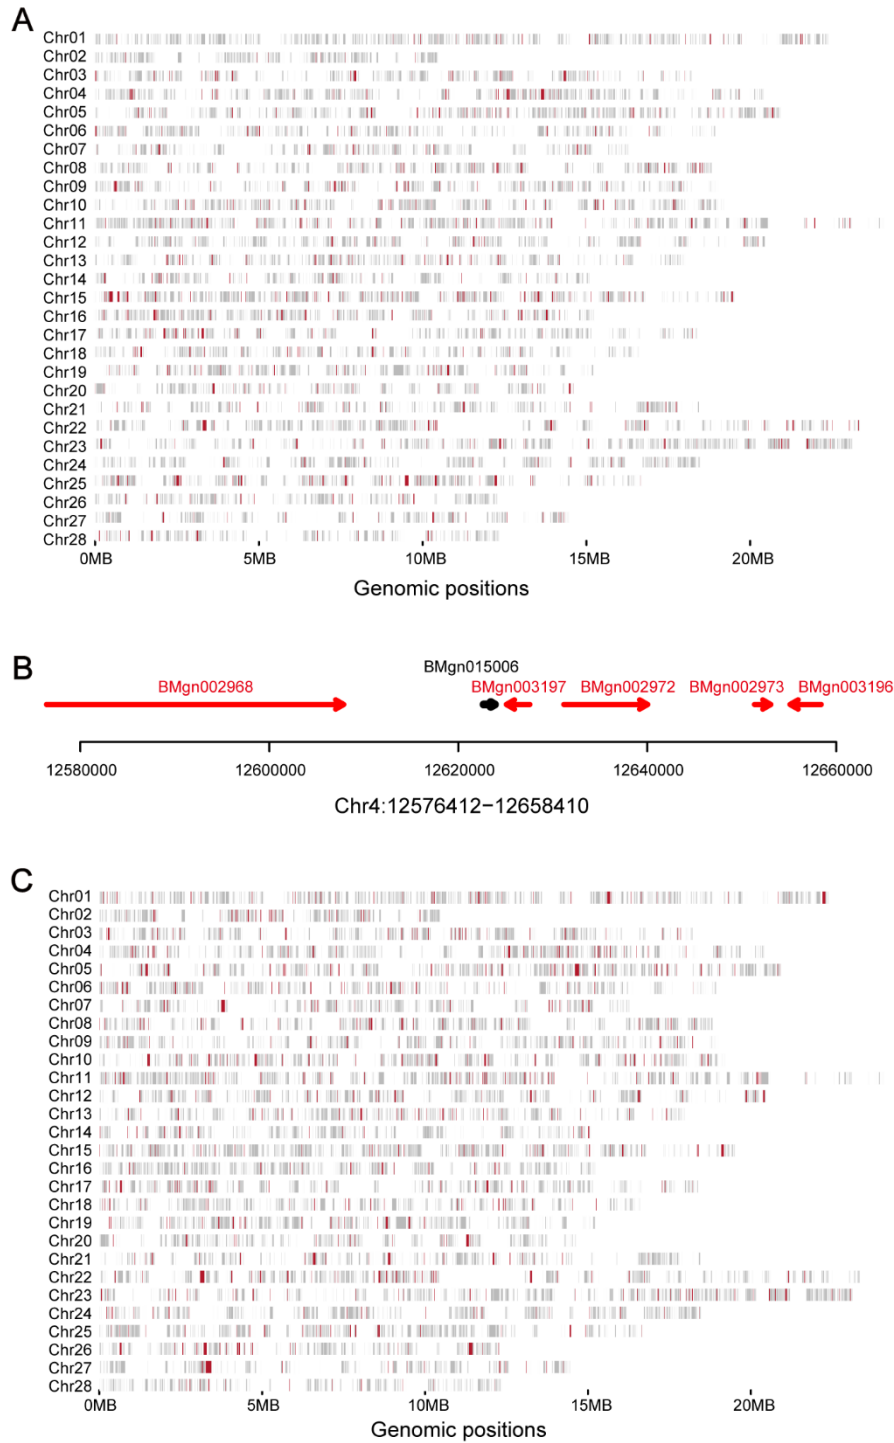 A
Chr01
Chr02
Chr03
Chr04
Chr05
Chr06
Chr07
Chr08
Chr09
Chr10
Chr11
Chr12
Chr13
Chr14
Chr15
Chr16
Chr17
Chr18
Chr19
Chr20
Chr21
Chr22
Chr23
Chr24
Chr25
Chr26
Chr27
Chr28
0MB 5MB 10MB 15MB 20MB
Genomic positions
B
BMgn015006
BMgn002968 BMgn003197 BMgn002972 BMgn002973 BMgn003196
12580000 12600000 12620000 12640000 12660000
Chr4:12576412−12658410
C
Chr01
Chr02
Chr03
Chr04
Chr05
Chr06
Chr07
Chr08
Chr09
Chr10
Chr11
Chr12
Chr13
Chr14
Chr15
Chr16
Chr17
Chr18
Chr19
Chr20
Chr21
Chr22
Chr23
Chr24
Chr25
Chr26
Chr27
Chr28
0MB 5MB 10MB 15MB 20MB
Genomic positions